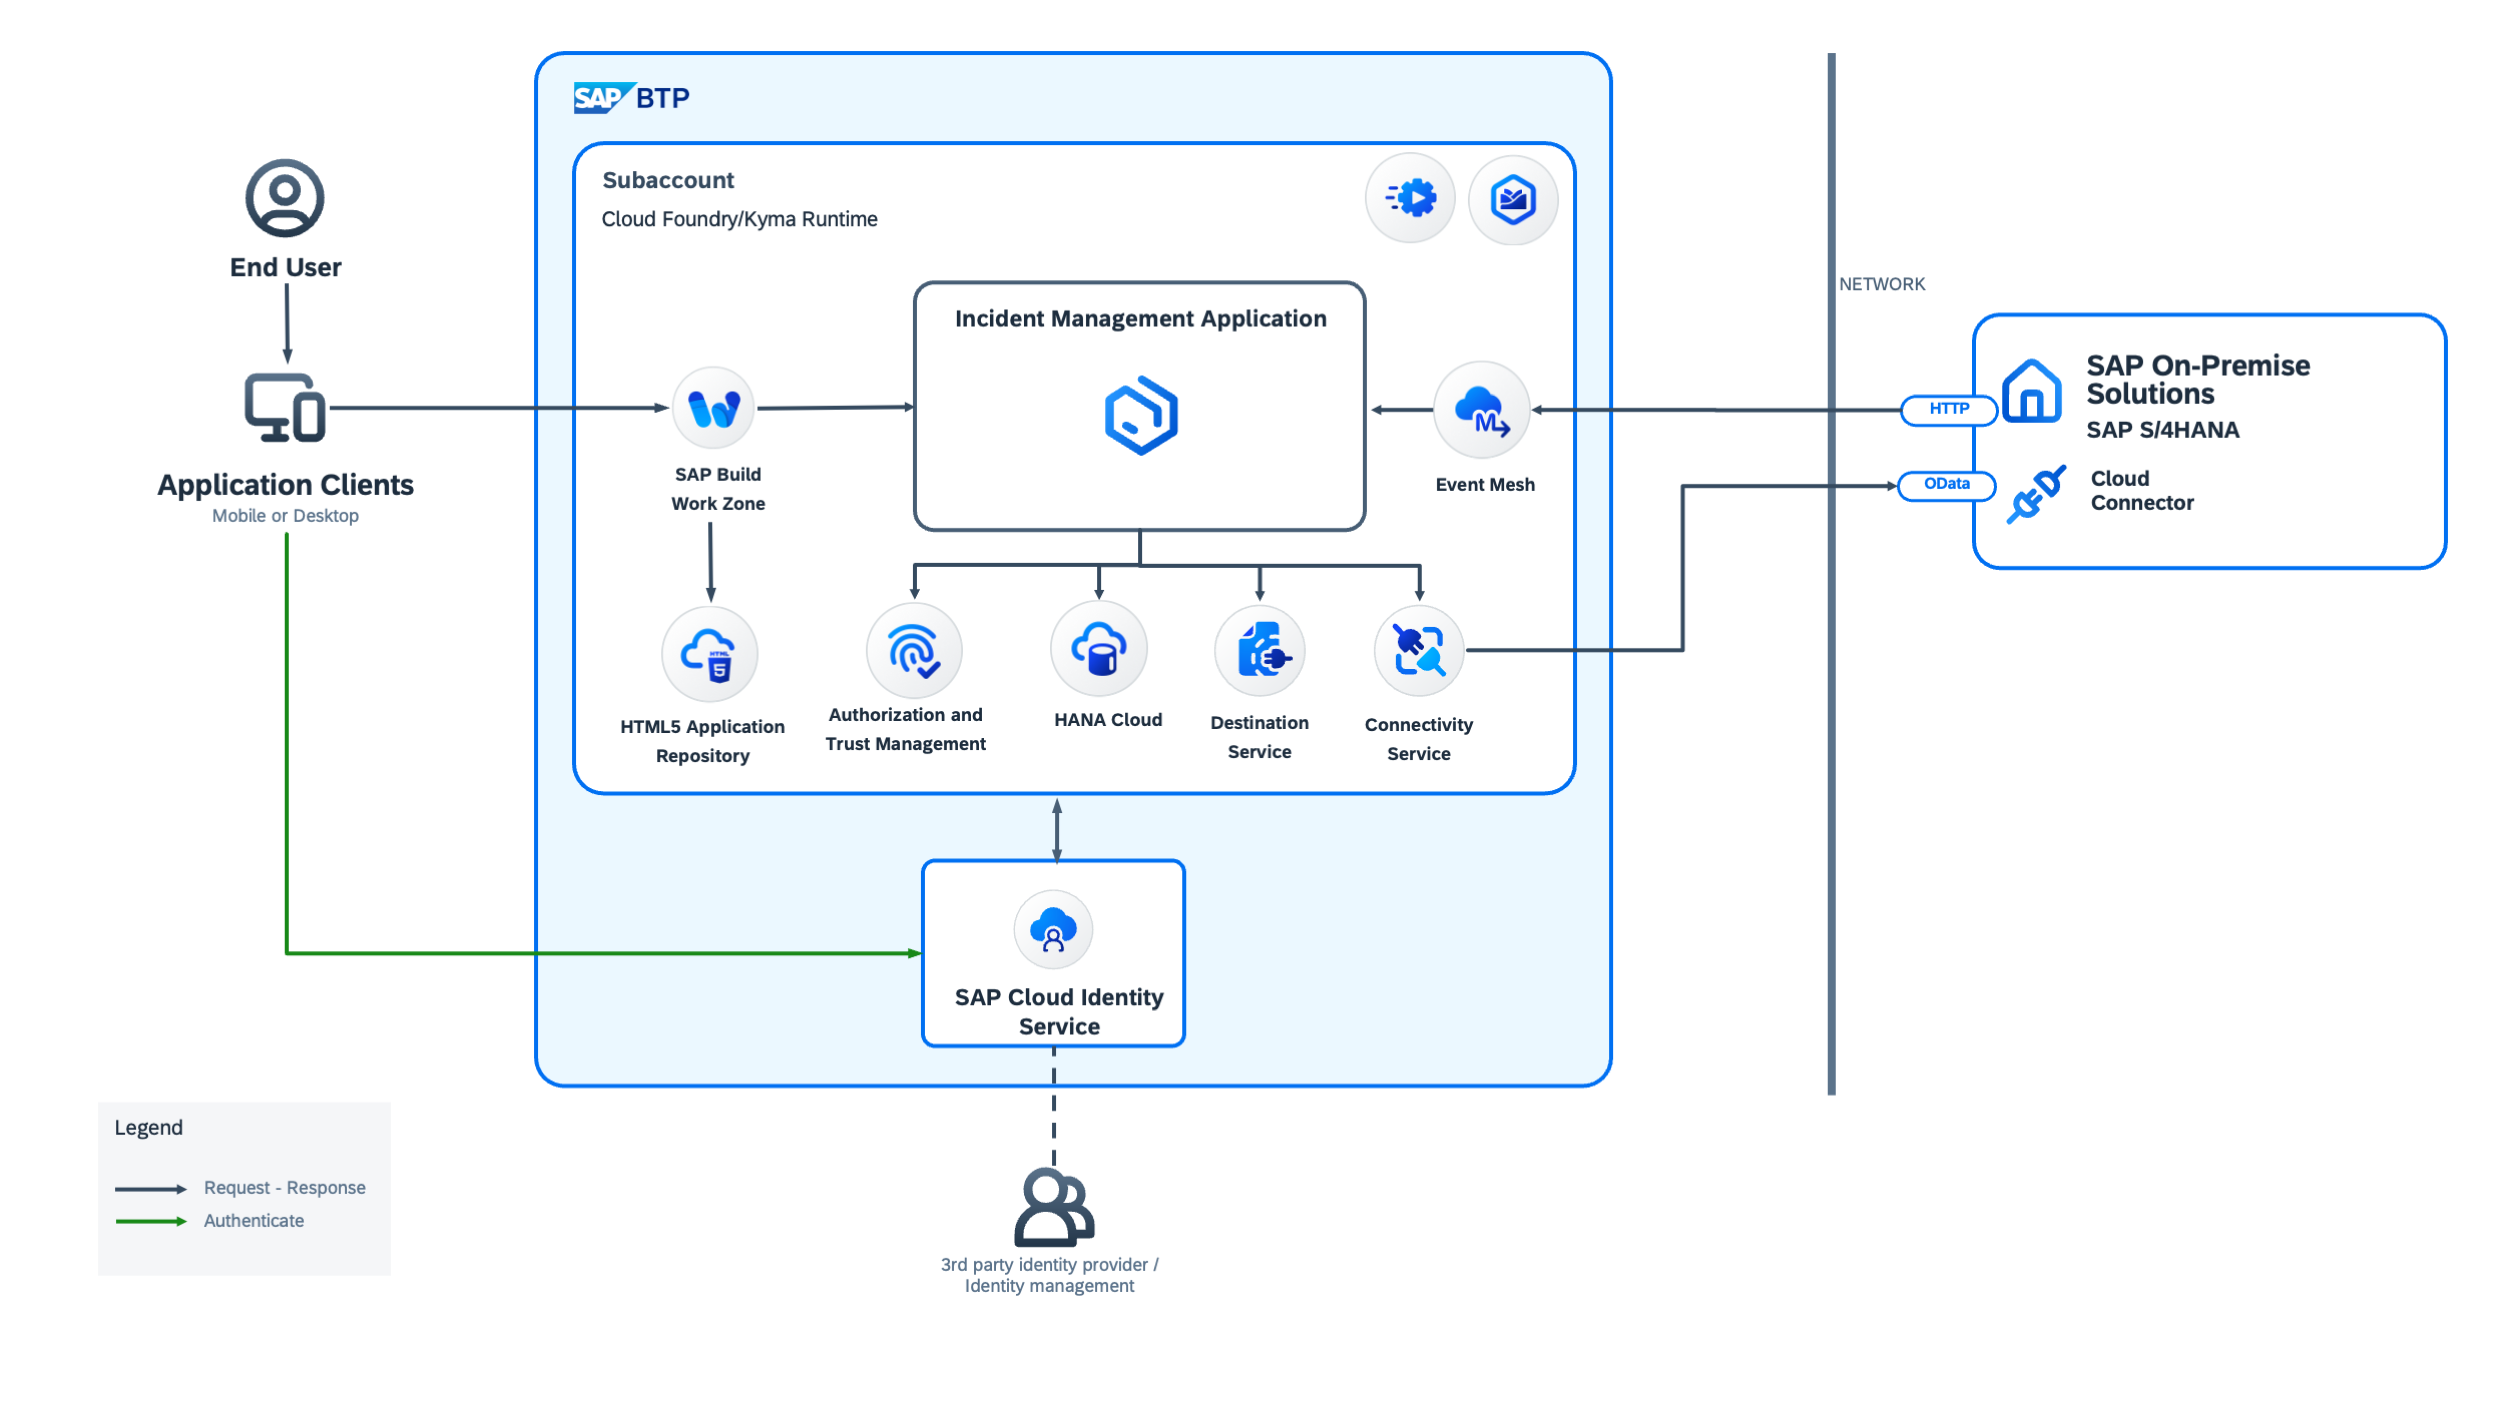 SAP BTP
Subaccount
Cloud Foundry/Kyma Runtime
End User
NETWORK
Incident Management Application
SAP On-Premise
Solutions
SAP S/4HANA
HTTP
Cloud
Connector
OData
SAP Build
Work Zone
Event Mesh
M
Application Clients
Mobile or Desktop
HTML
5
HTML5 Application
Repository
Authorization and
Trust Management
HANA Cloud
Destination
Service
Connectivity
Service
SAP Cloud Identity
Service
Legend
Request - Response
Authenticate
3rd party identity provider /
Identity management